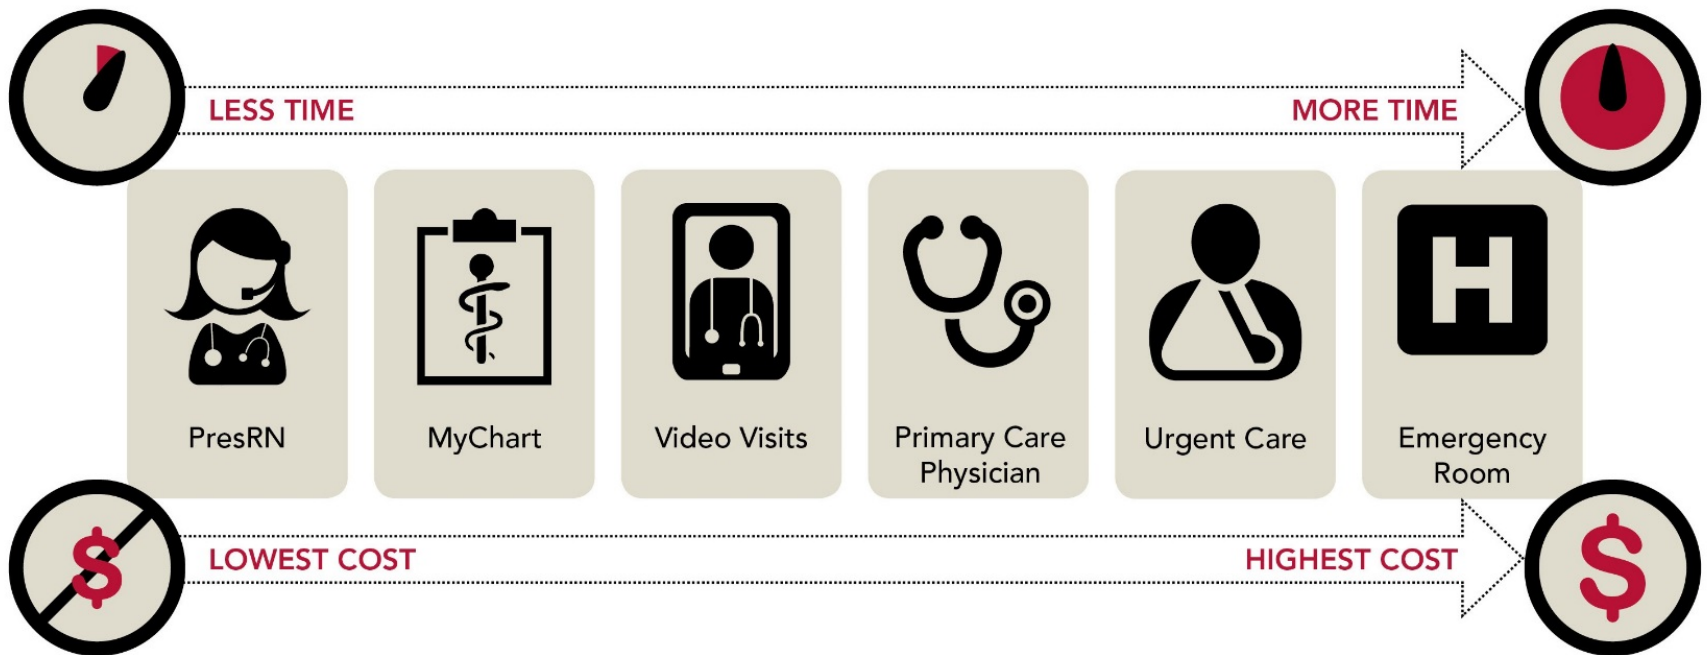 LESS TIME
MORE TIME
H
PresRN
MyChart
Video Visits
Primary Care
Physician
Urgent Care
Emergency
Room
$
LOWEST COST
HIGHEST COST
$